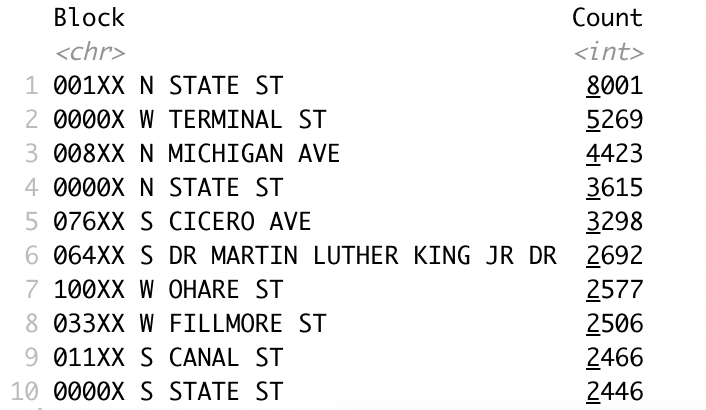 Block Count
<chr> <int>
1 001XX N STATE ST 8001
2 0000X W TERMINAL ST 5269
3 008XX N MICHIGAN AVE 4423
4 0000X N STATE ST 3615
5 076XX S CICERO AVE 3298
6 064XX S DR MARTIN LUTHER KING JR DR 2692
7 100XX W OHARE ST 2577
8 033XX W FILLMORE ST 2506
9 011XX S CANAL ST 2466
10 0000X S STATE ST 2446